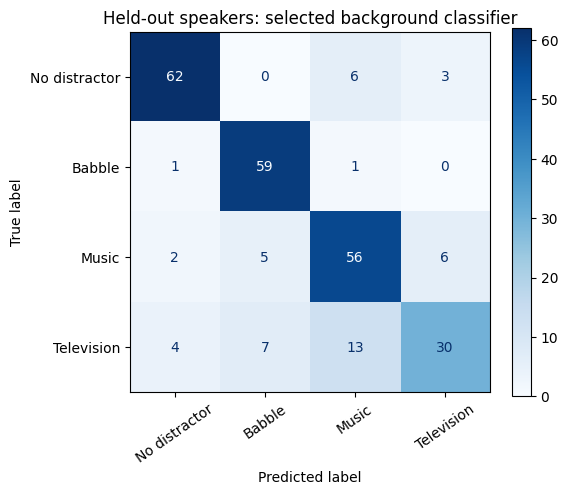 Held-out speakers: selected background classifier
True label
No distractor 62 0 6 3
Babble 1 59 1 0
Music 2 5 56 6
Television 4 7 13 30
No distractor Babble Music Television
Predicted label
60
50
40
30
20
10
0